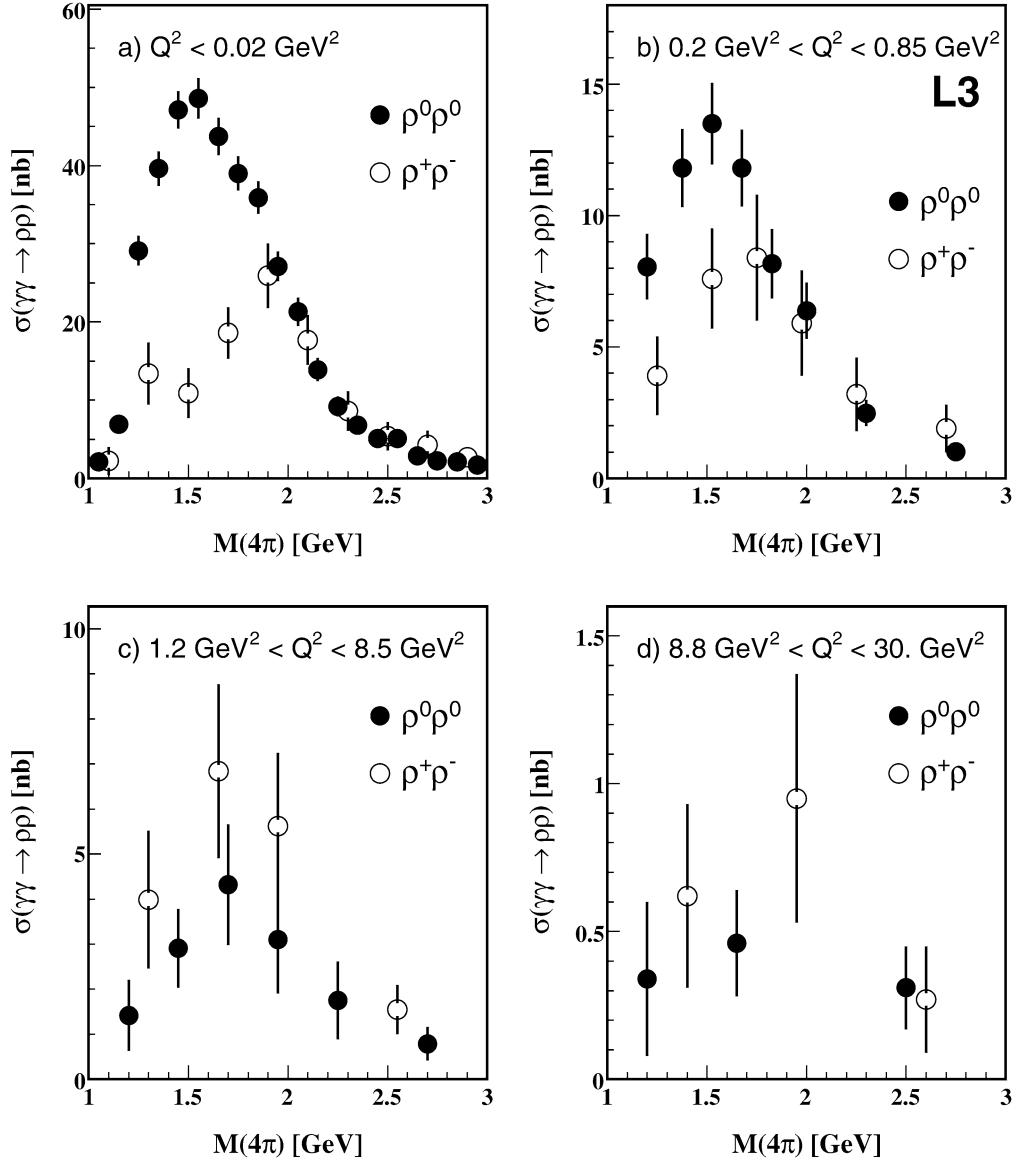 a) Q² < 0.02 GeV²
ρ⁰ρ⁰
ρ⁺ρ⁻
σ(γγ → ρρ) [nb]
60
40
20
0
1 1.5 2 2.5 3
M(4π) [GeV]
b) 0.2 GeV² < Q² < 0.85 GeV²
L3
ρ⁰ρ⁰
ρ⁺ρ⁻
σ(γγ → ρρ) [nb]
15
10
5
0
1 1.5 2 2.5 3
M(4π) [GeV]
c) 1.2 GeV² < Q² < 8.5 GeV²
ρ⁰ρ⁰
ρ⁺ρ⁻
σ(γγ → ρρ) [nb]
10
5
0
1 1.5 2 2.5 3
M(4π) [GeV]
d) 8.8 GeV² < Q² < 30. GeV²
ρ⁰ρ⁰
ρ⁺ρ⁻
σ(γγ → ρρ) [nb]
1.5
1
0.5
0
1 1.5 2 2.5 3
M(4π) [GeV]